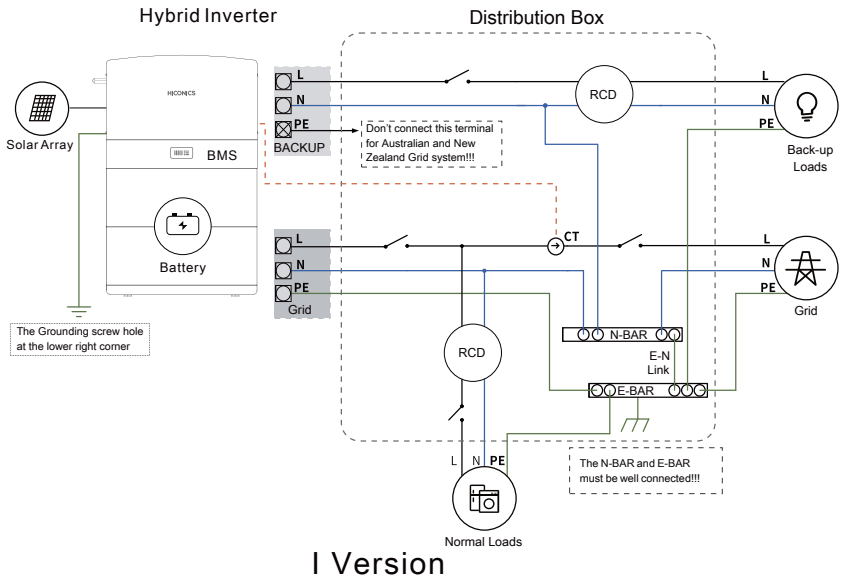 Hybrid Inverter
Distribution Box
HICONICS
Solar Array
BMS
Battery
The Grounding screw hole
at the lower right corner
L
N
PE
BACKUP
Don't connect this terminal
for Australian and New
Zealand Grid system!!!
RCD
L
N
PE
Back-up
Loads
L
N
PE
Grid
CT
L
N
PE
Grid
N-BAR
E-N
Link
E-BAR
RCD
L
N
PE
The N-BAR and E-BAR
must be well connected!!!
Normal Loads
I Version